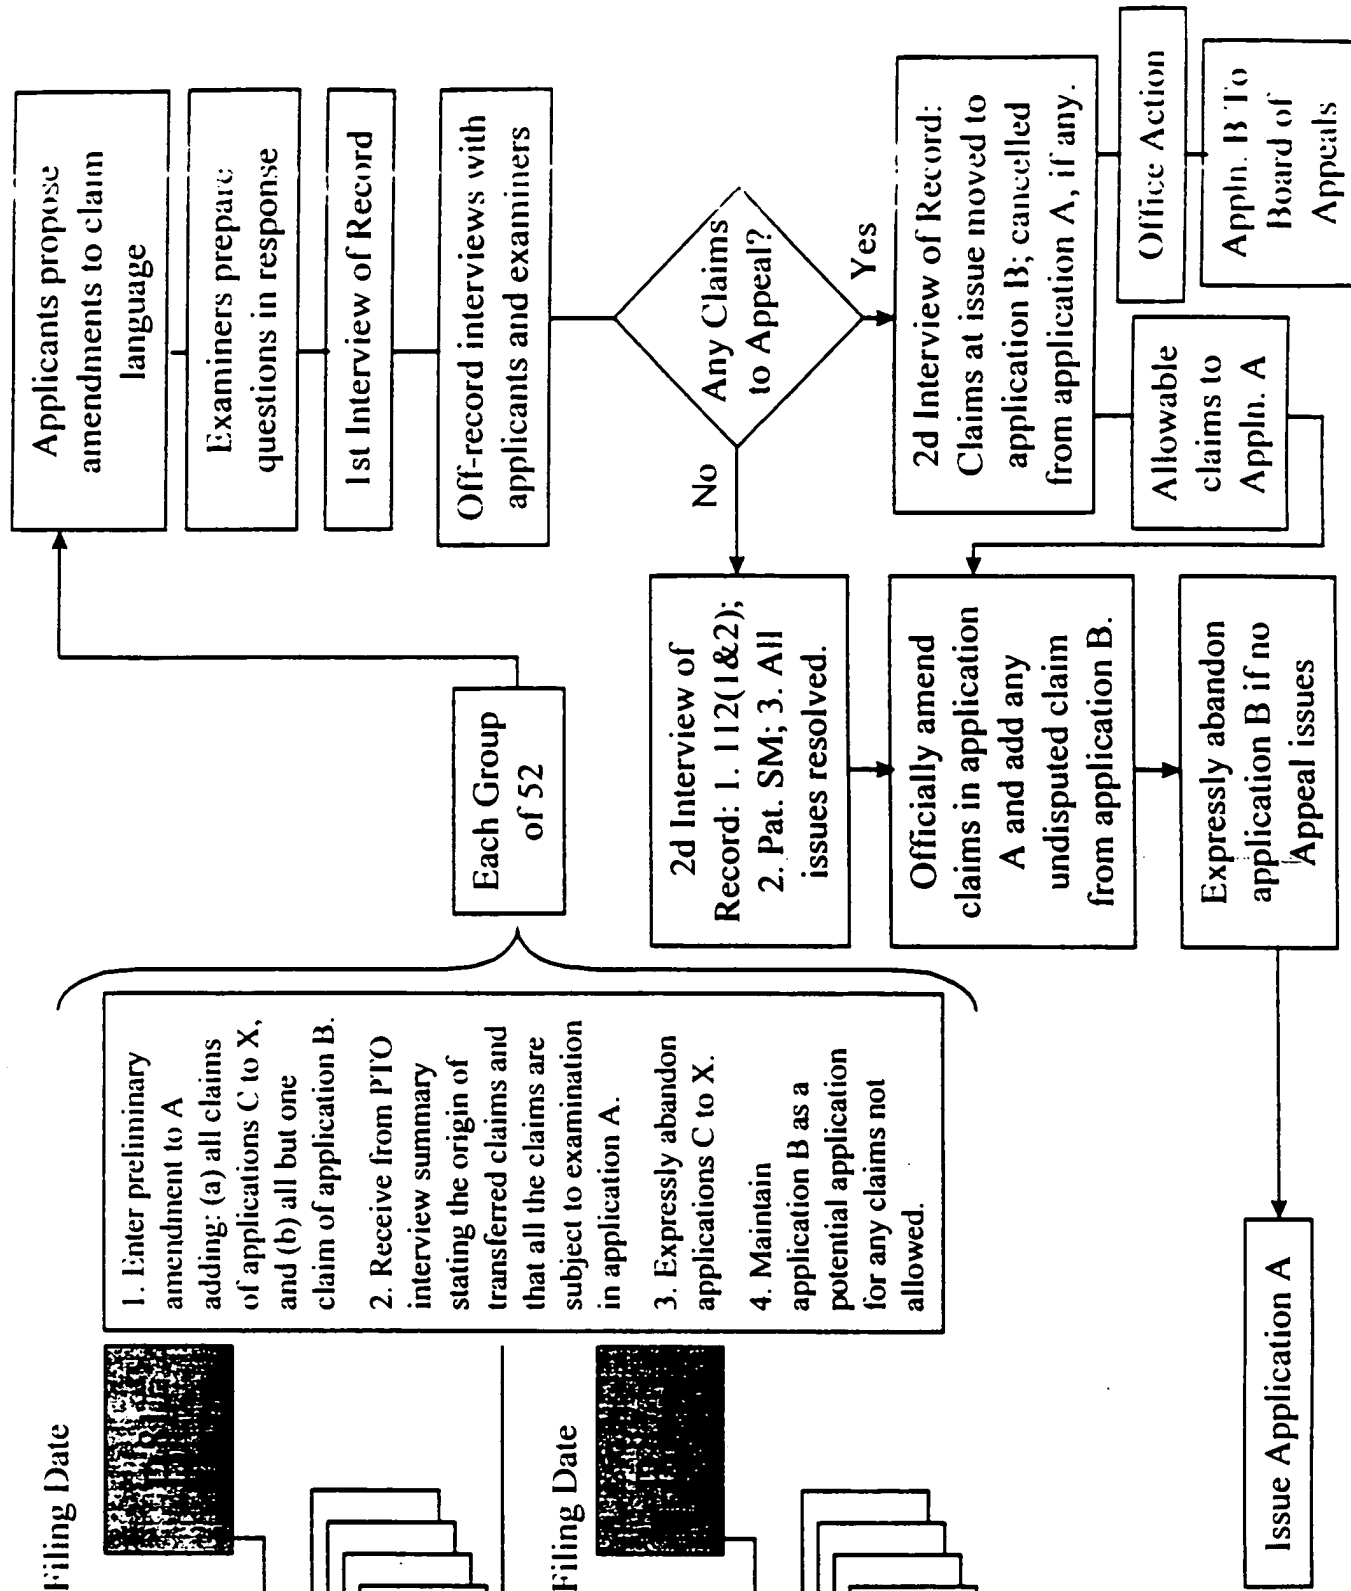 Filing Date
Filing Date
1. Enter preliminary
amendment to A
adding: (a) all claims
of applications C to X,
and (b) all but one
claim of application B.
2. Receive from PTO
interview summary
stating the origin of
transferred claims and
that all the claims are
subject to examination
in application A.
3. Expressly abandon
applications C to X.
4. Maintain
application B as a
potential application
for any claims not
allowed.
Each Group
of 52
Applicants propose
amendments to claim
language
Examiners prepare
questions in response
1st Interview of Record
Off-record interviews with
applicants and examiners
Any Claims
to Appeal?
No
Yes
2d Interview of
Record: 1. 112(1&2);
2. Pat. SM; 3. All
issues resolved.
2d Interview of Record:
Claims at issue moved to
application B; cancelled
from application A, if any.
Office Action
Appln. B To
Board of
Appeals
Allowable
claims to
Appln. A
Officially amend
claims in application
A and add any
undisputed claim
from application B.
Expressly abandon
application B if no
Appeal issues
Issue Application A